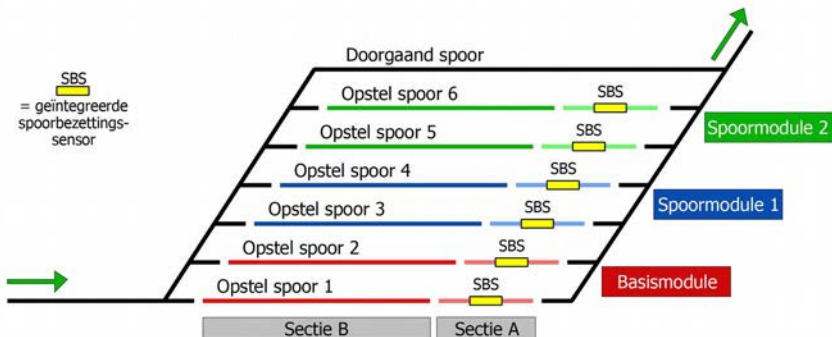 Doorgaand spoor
SBS
= geïntegreerde
spoorbezettings-
sensor
Opstel spoor 6
SBS
Opstel spoor 5
SBS
Spoormodule 2
Opstel spoor 4
SBS
Opstel spoor 3
SBS
Spoormodule 1
Opstel spoor 2
SBS
Opstel spoor 1
SBS
Basismodule
Sectie B
Sectie A